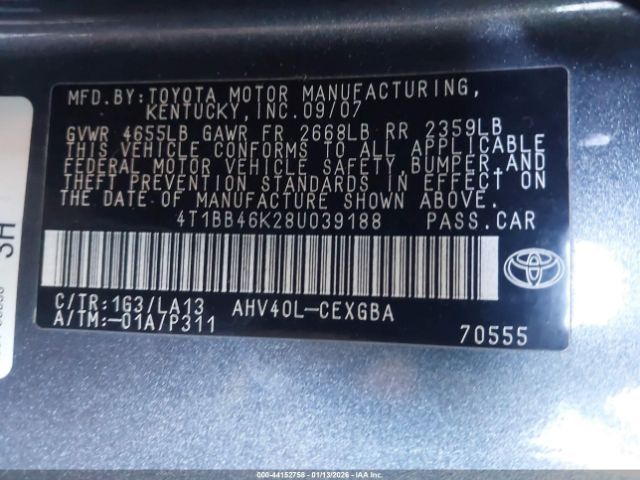 MFD.BY:TOYOTA MOTOR MANUFACTURING,
KENTUCKY,INC.09/07
GVWR 4655LB GAWR FR 2668LB RR 2359LB
THIS VEHICLE CONFORMS TO ALL APPLICABLE
FEDERAL MOTOR VEHICLE SAFETY,BUMPER,AND
THEFT PREVENTION STANDARDS IN EFFECT ON
THE DATE OF MANUFACTURE SHOWN ABOVE.
4T1BB46K28U039188 PASS.CAR
C/TR:1G3/LA13 AHV40L-CEXGBA
A/TM:-01A/P311
70555
TOYOTA
000-44152758 - 01/13/2026 - IAA Inc.